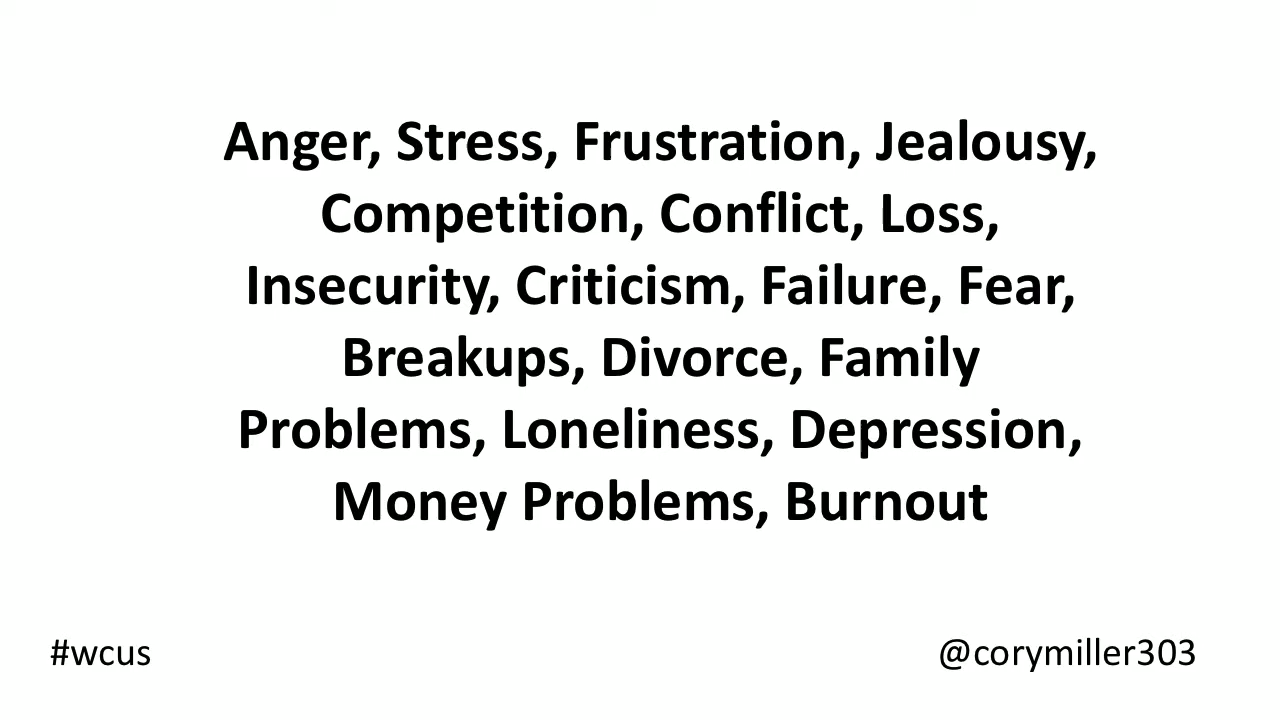 Anger, Stress, Frustration, Jealousy,
Competition, Conflict, Loss,
Insecurity, Criticism, Failure, Fear,
Breakups, Divorce, Family
Problems, Loneliness, Depression,
Money Problems, Burnout
#wcus
@corymiller303